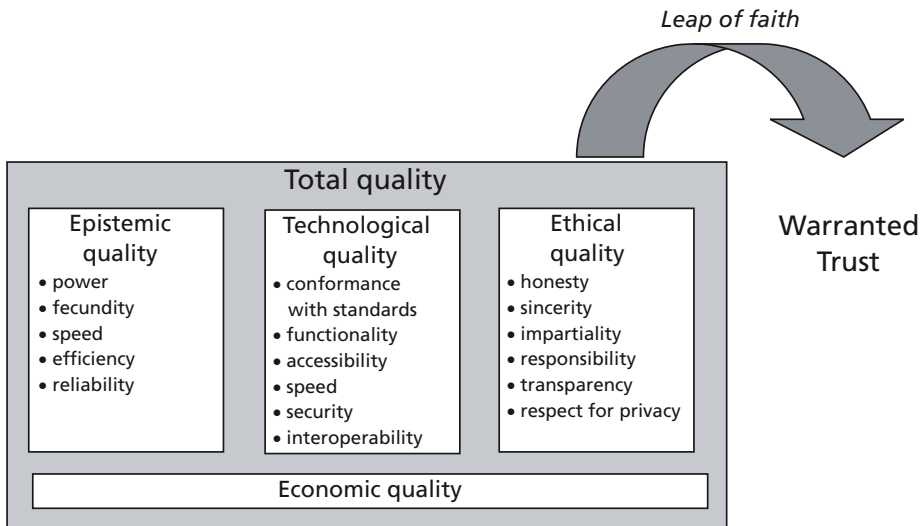 Leap of faith
Total quality
Epistemic
quality
• power
• fecundity
• speed
• efficiency
• reliability
Technological
quality
• conformance
with standards
• functionality
• accessibility
• speed
• security
• interoperability
Ethical
quality
• honesty
• sincerity
• impartiality
• responsibility
• transparency
• respect for privacy
Economic quality
Warranted
Trust